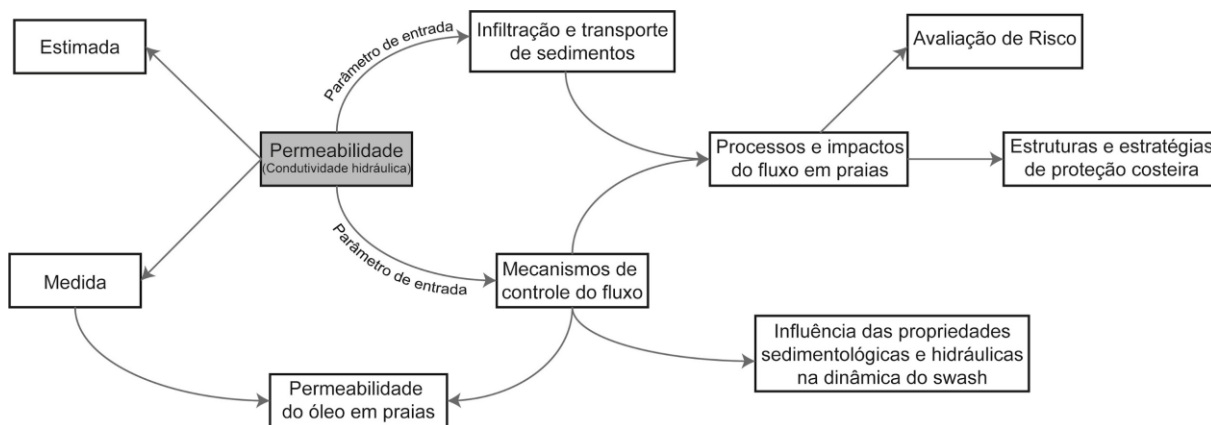 Estimada
Parâmetro de entrada
Infiltração e transporte
de sedimentos
Avaliação de Risco
Permeabilidade
(Condutividade hidráulica)
Processos e impactos
do fluxo em praias
Estruturas e estratégias
de proteção costeira
Parâmetro de entrada
Medida
Mecanismos de
controle do fluxo
Influência das propriedades
sedimentológicas e hidráulicas
na dinâmica do swash
Permeabilidade
do óleo em praias